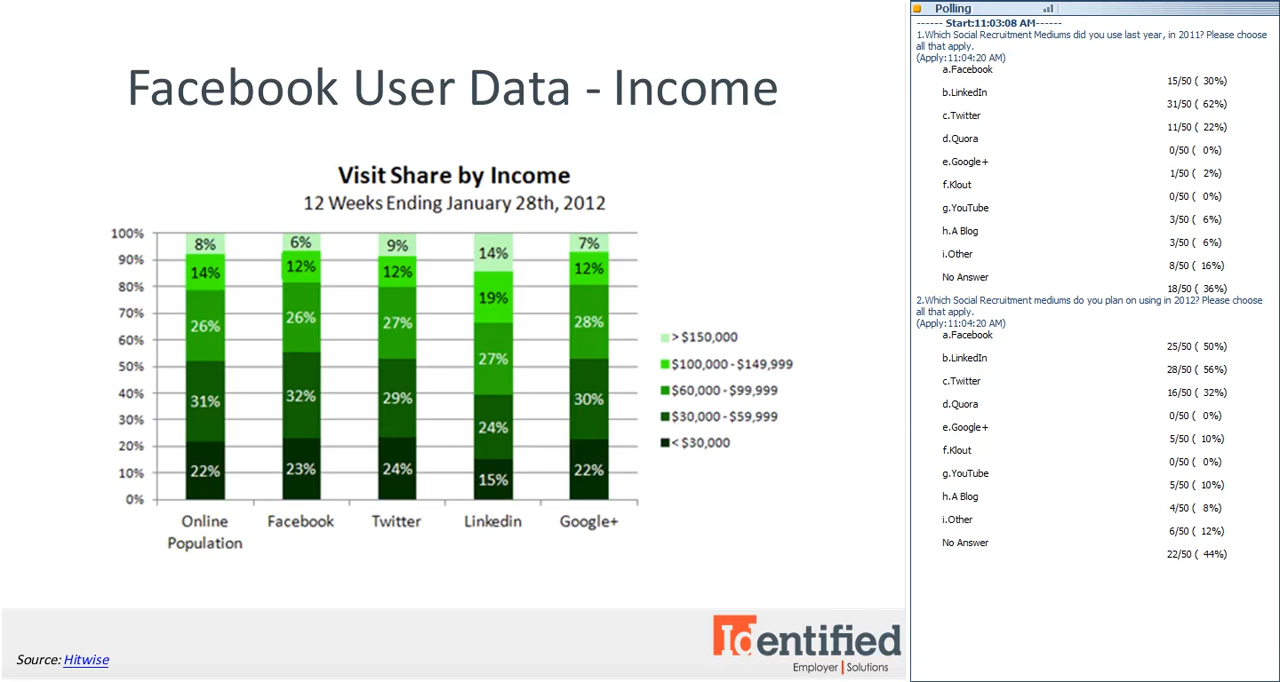 Facebook User Data - Income
Visit Share by Income
12 Weeks Ending January 28th, 2012
100%
90%
80%
70%
60%
50%
40%
30%
20%
10%
0%
8%
14%
26%
31%
22%
6%
12%
26%
32%
23%
9%
12%
27%
29%
24%
14%
19%
27%
24%
15%
7%
12%
28%
30%
22%
Online
Population
Facebook
Twitter
Linkedin
Google+
> $150,000
$100,000 - $149,999
$60,000 - $99,999
$30,000 - $59,999
< $30,000
Source: Hitwise
Identified
Employer | Solutions
Polling
------ Start:11:03:08 AM------
1.Which Social Recruitment Mediums did you use last year, in 2011? Please choose
all that apply.
(Apply:11:04:20 AM)
a.Facebook
15/50 ( 30%)
b.LinkedIn
31/50 ( 62%)
c.Twitter
11/50 ( 22%)
d.Quora
0/50 ( 0%)
e.Google+
1/50 ( 2%)
f.Klout
0/50 ( 0%)
g.YouTube
3/50 ( 6%)
h.A Blog
3/50 ( 6%)
i.Other
8/50 ( 16%)
No Answer
18/50 ( 36%)
2.Which Social Recruitment mediums do you plan on using in 2012? Please choose
all that apply.
(Apply:11:04:20 AM)
a.Facebook
25/50 ( 50%)
b.LinkedIn
28/50 ( 56%)
c.Twitter
16/50 ( 32%)
d.Quora
0/50 ( 0%)
e.Google+
5/50 ( 10%)
f.Klout
0/50 ( 0%)
g.YouTube
5/50 ( 10%)
h.A Blog
4/50 ( 8%)
i.Other
6/50 ( 12%)
No Answer
22/50 ( 44%)